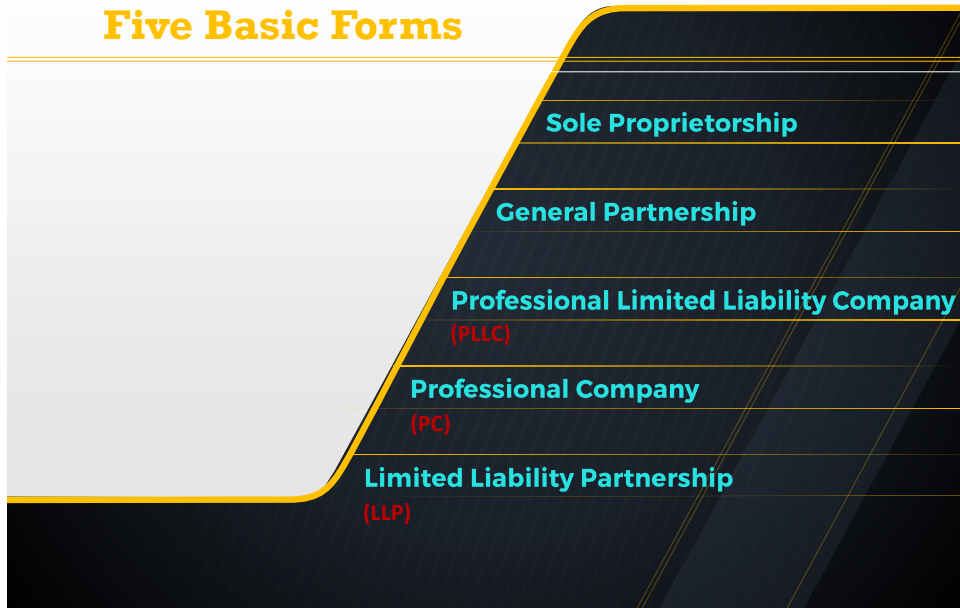 Five Basic Forms
Sole Proprietorship
General Partnership
Professional Limited Liability Company
(PLLC)
Professional Company
(PC)
Limited Liability Partnership
(LLP)